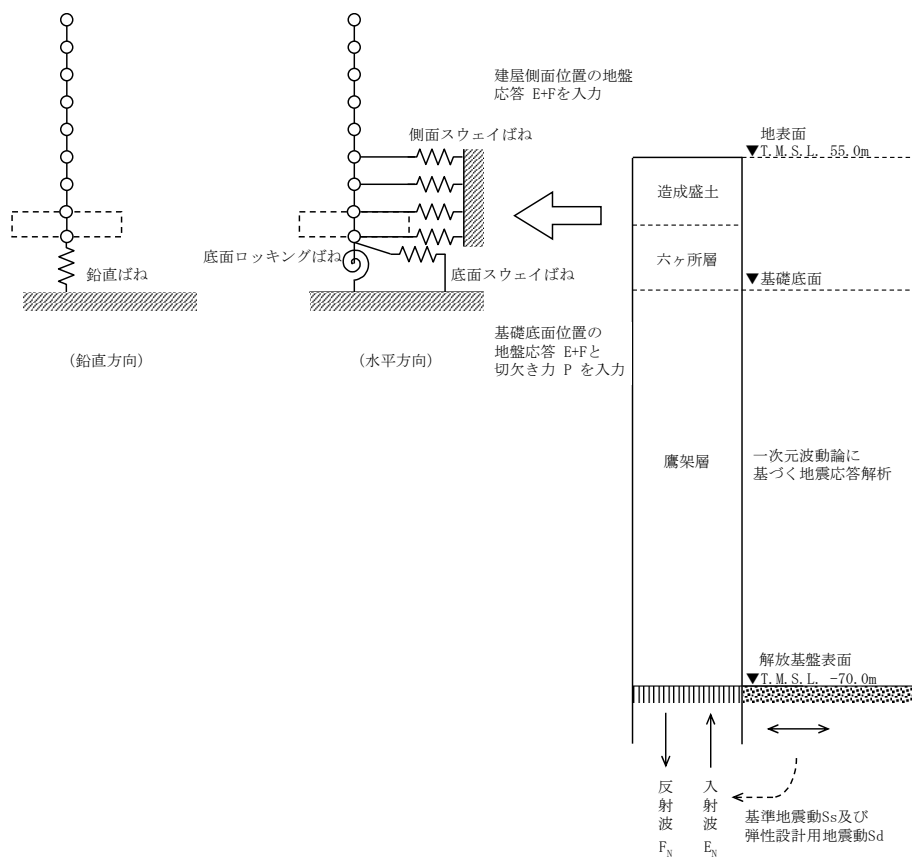 建屋側面位置の地盤
応答 E+Fを入力
側面スウェイばね
底面ロッキングばね
底面スウェイばね
鉛直ばね
(鉛直方向)
(水平方向)
基礎底面位置の
地盤応答 E+Fと
切欠き力 P を入力
地表面
▼T.M.S.L. 55.0m
造成盛土
六ヶ所層
▼基礎底面
鷹架層
一次元波動論に
基づく地震応答解析
解放基盤表面
▼T.M.S.L. -70.0m
反射波 FN
入射波 EN
基準地震動Ss及び
弾性設計用地震動Sd